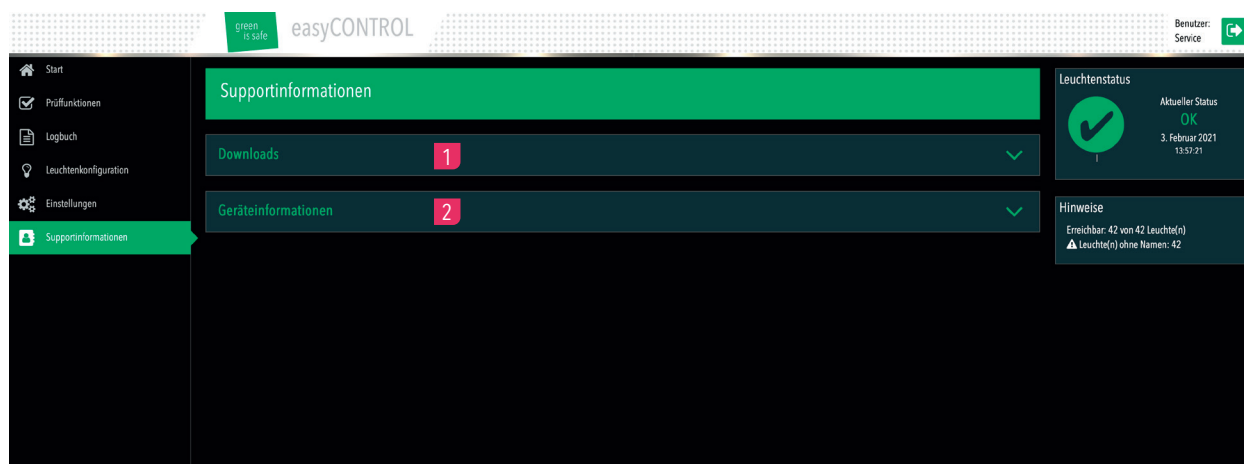 green
is safe
easyCONTROL
Benutzer:
Service
Start
Prüffunktionen
Logbuch
Leuchtenkonfiguration
Einstellungen
Supportinformationen
Supportinformationen
Downloads
1
Geräteinformationen
2
Leuchtenstatus
Aktueller Status
OK
3. Februar 2021
13:57:21
Hinweise
Erreichbar: 42 von 42 Leuchte(n)
Leuchte(n) ohne Namen: 42